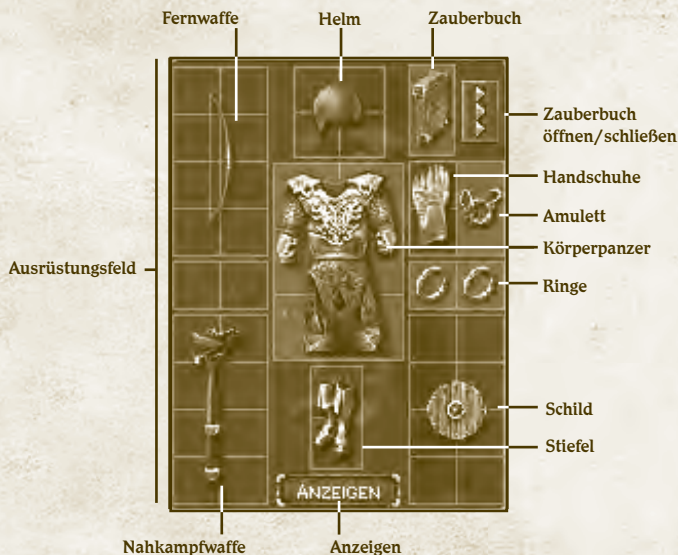 Fernwaffe
Helm
Zauberbuch
Zauberbuch
öffnen/schließen
Handschuhe
Amulett
Körperpanzer
Ausrüstungsfeld
Ringe
Schild
Stiefel
ANZEIGEN
Nahkampfwaffe
Anzeigen